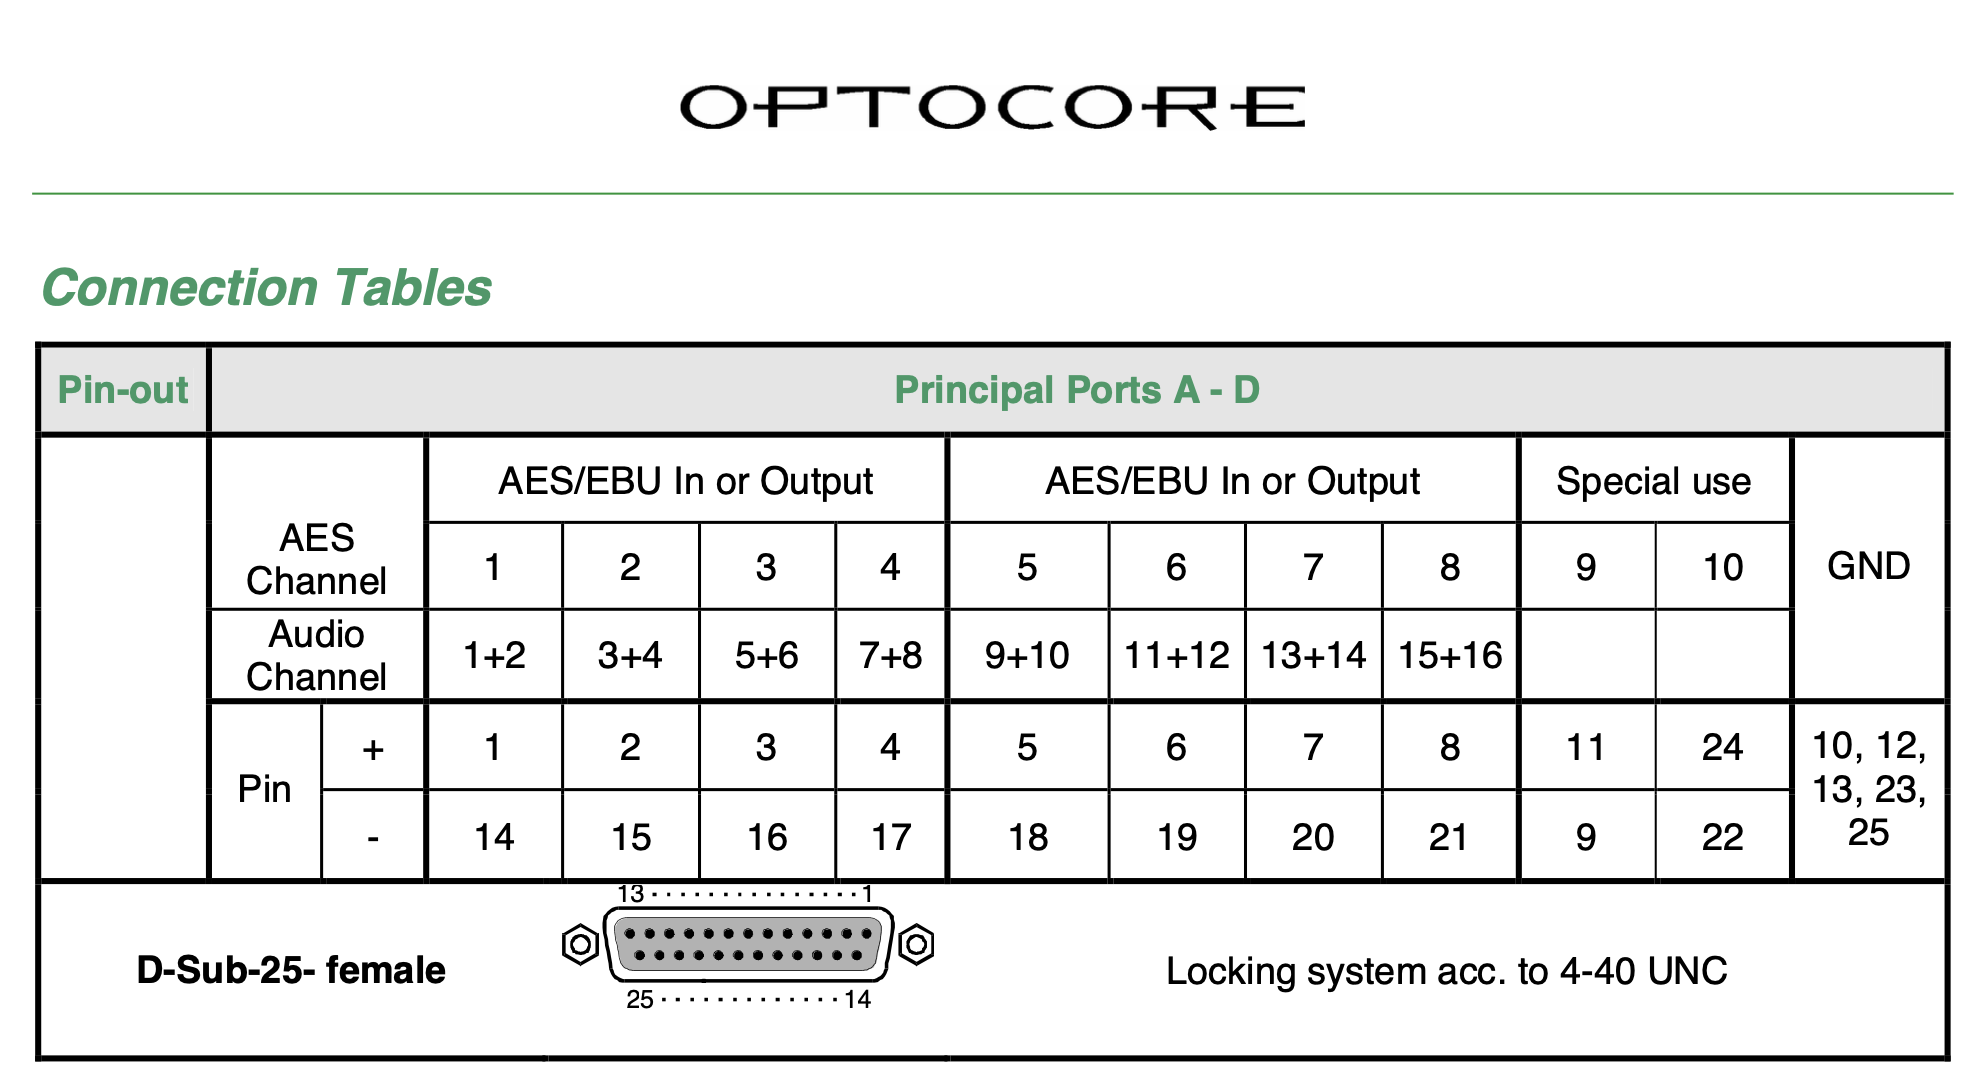 OPTOCORE
Connection Tables
Pin-out Principal Ports A - D
AES/EBU In or Output AES/EBU In or Output Special use
AES
Channel 1 2 3 4 5 6 7 8 9 10 GND
Audio
Channel 1+2 3+4 5+6 7+8 9+10 11+12 13+14 15+16
Pin + 1 2 3 4 5 6 7 8 11 24 10, 12,
13, 23,
25
- 14 15 16 17 18 19 20 21 9 22
13 . . . . . . . . . . . . . . 1
D-Sub-25- female Locking system acc. to 4-40 UNC
25 . . . . . . . . . . . . . 14